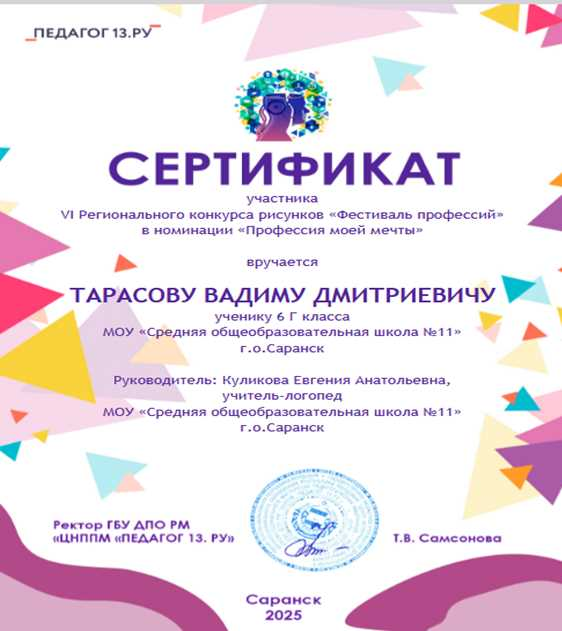 ПЕДАГОГ 13.РУ
СЕРТИФИКАТ
участника
VI Регионального конкурса рисунков «Фестиваль профессий»
в номинации «Профессия моей мечты»
вручается
ТАРАСОВУ ВАДИМУ ДМИТРИЕВИЧУ
ученику 6 Г класса
МОУ «Средняя общеобразовательная школа №11»
г.о.Саранск
Руководитель: Куликова Евгения Анатольевна,
учитель-логопед
МОУ «Средняя общеобразовательная школа №11»
г.о.Саранск
Ректор ГБУ ДПО РМ
«ЦНППМ «ПЕДАГОГ 13. РУ»
Т.В. Самсонова
Саранск
2025